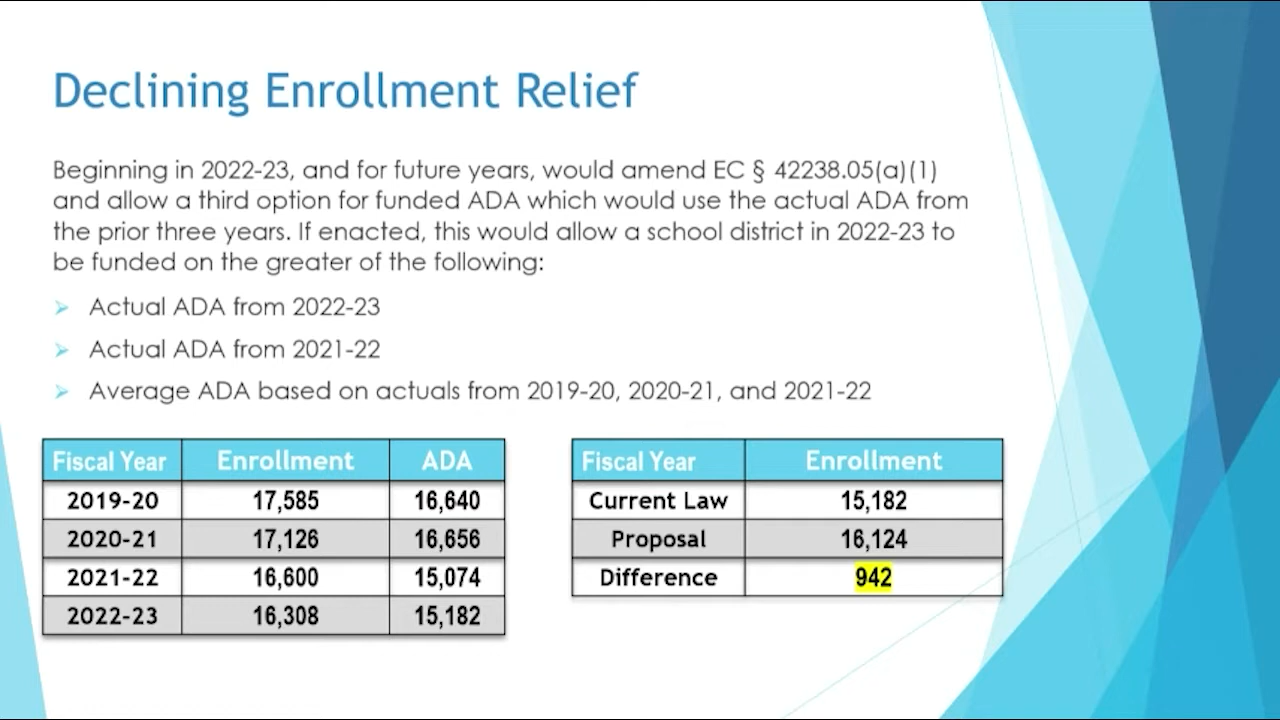 Declining Enrollment Relief
Beginning in 2022-23, and for future years, would amend EC § 42238.05(a)(1)
and allow a third option for funded ADA which would use the actual ADA from
the prior three years. If enacted, this would allow a school district in 2022-23 to
be funded on the greater of the following:
Actual ADA from 2022-23
Actual ADA from 2021-22
Average ADA based on actuals from 2019-20, 2020-21, and 2021-22
Fiscal Year Enrollment ADA
2019-20 17,585 16,640
2020-21 17,126 16,656
2021-22 16,600 15,074
2022-23 16,308 15,182
Fiscal Year Enrollment
Current Law 15,182
Proposal 16,124
Difference 942